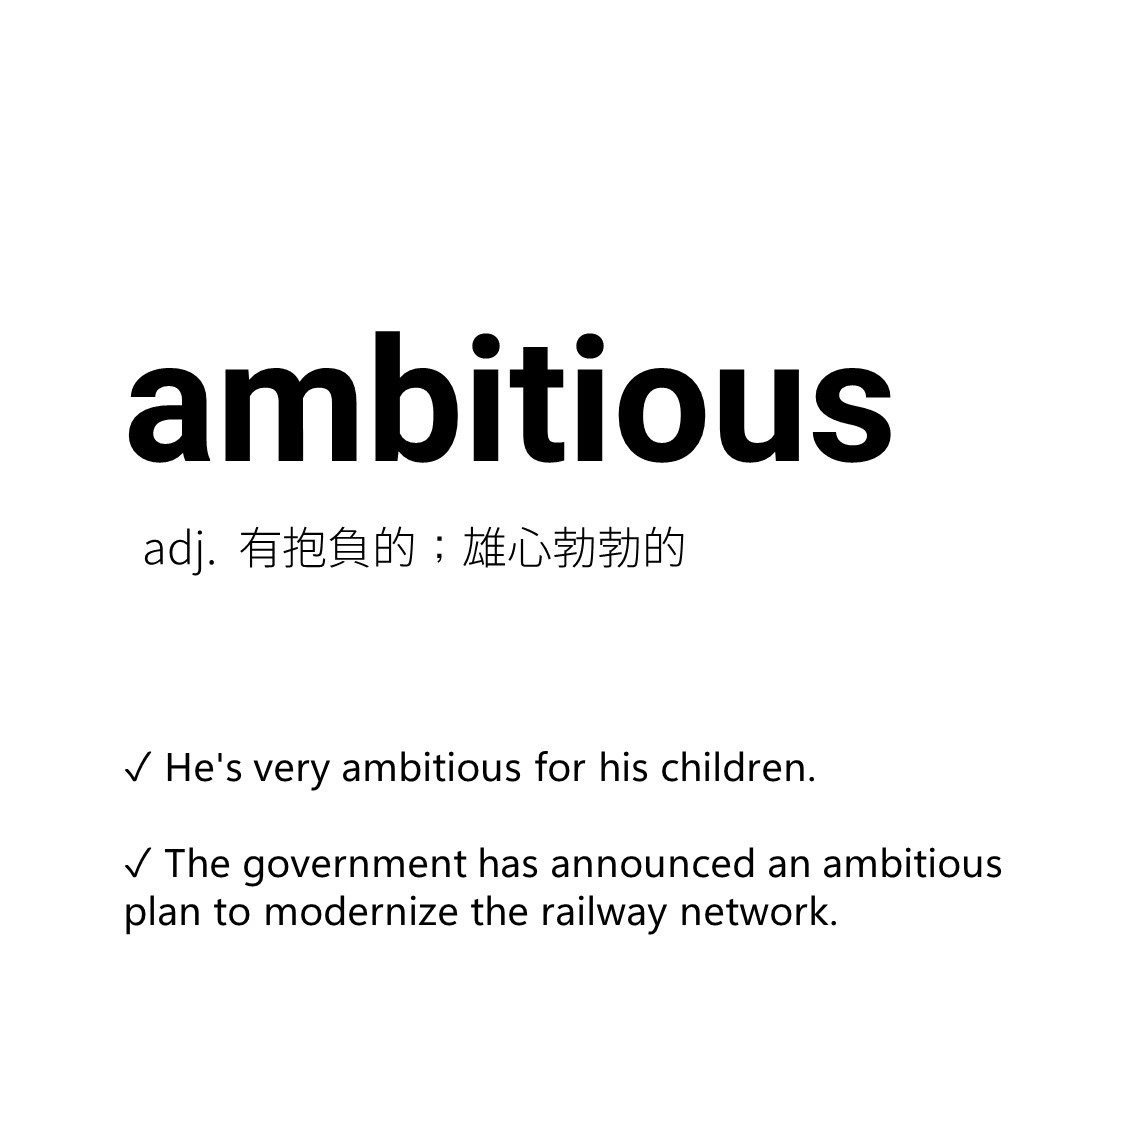 ambitious
adj. 有抱負的；雄心勃勃的
✓ He's very ambitious for his children.
✓ The government has announced an ambitious
plan to modernize the railway network.